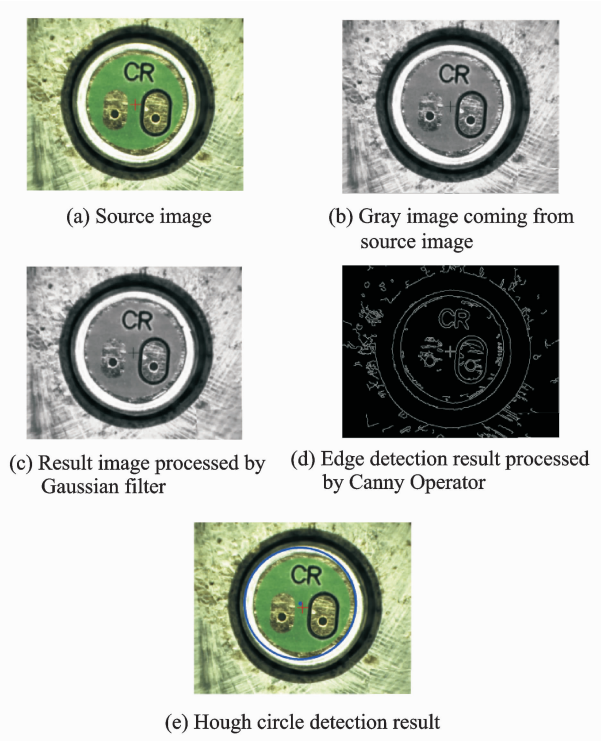 CR
CR
(a) Source image
(b) Gray image coming from
source image
CR
CR
(c) Result image processed by
Gaussian filter
(d) Edge detection result processed
by Canny Operator
CR
(e) Hough circle detection result